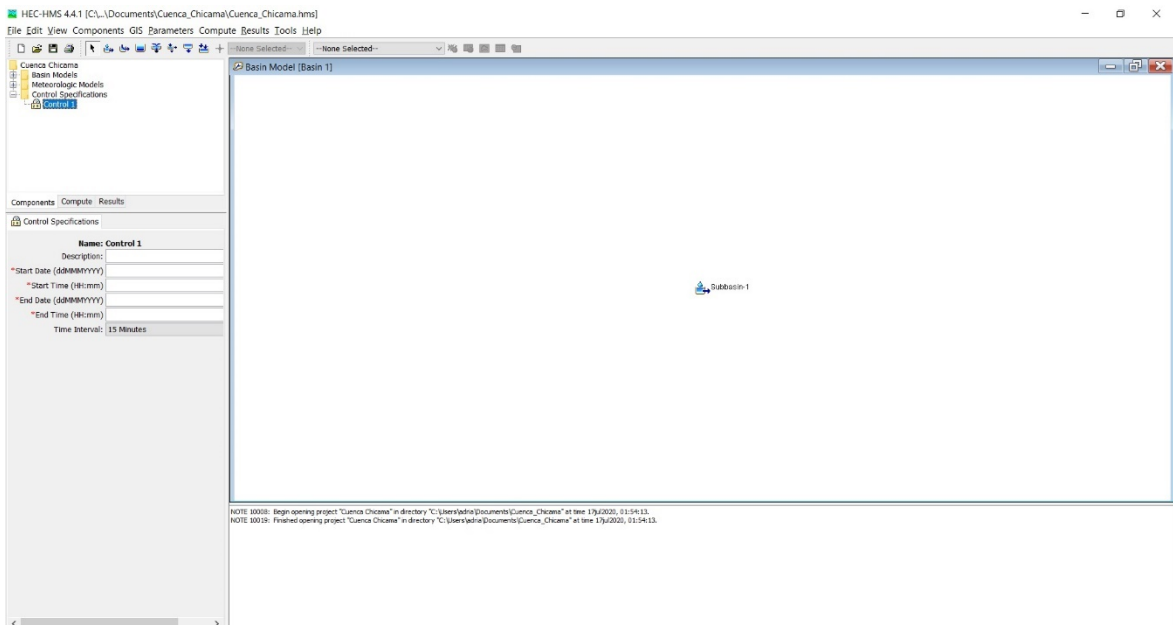 HEC-HMS 4.4.1 [C:\...\Documents\Cuenca_Chicama\Cuenca_Chicama.hms]
File Edit View Components GIS Parameters Compute Results Tools Help
--None Selected-- --None Selected--
Cuenca Chicama
Basin Models
Meteorologic Models
Control Specifications
Control 1
Components Compute Results
Control Specifications
Name: Control 1
Description:
*Start Date (ddMMMYYYY)
*Start Time (HH:mm)
*End Date (ddMMMYYYY)
*End Time (HH:mm)
Time Interval: 15 Minutes
Basin Model [Basin 1]
Subbasin-1
NOTE 10008: Begin opening project "Cuenca Chicama" in directory "C:\Users\adria\Documents\Cuenca_Chicama" at time 17jul2020, 01:54:13.
NOTE 10019: Finished opening project "Cuenca Chicama" in directory "C:\Users\adria\Documents\Cuenca_Chicama" at time 17jul2020, 01:54:13.